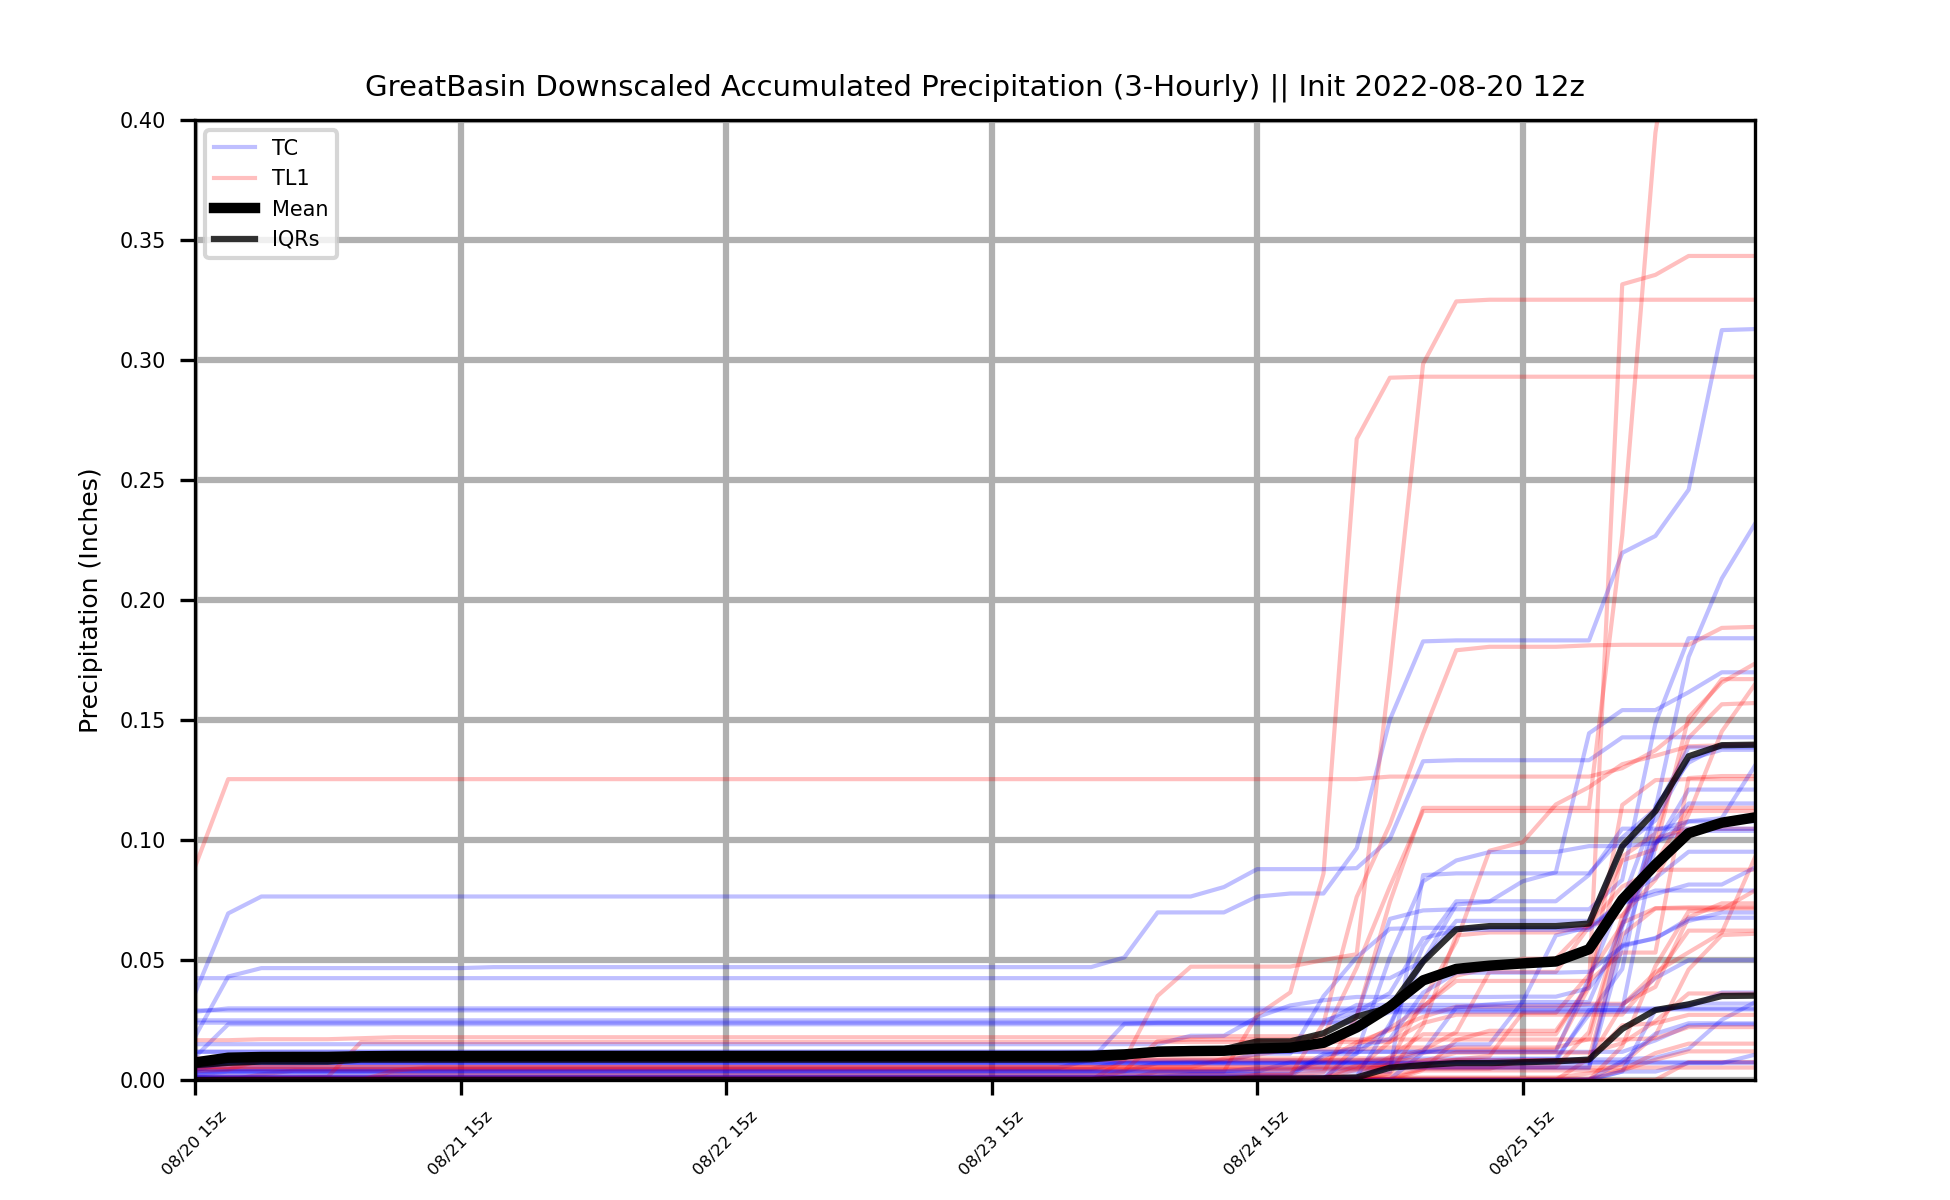 GreatBasin Downscaled Accumulated Precipitation (3-Hourly) || Init 2022-08-20 12z
TC
TL1
Mean
IQRs
Precipitation (Inches)
0.40
0.35
0.30
0.25
0.20
0.15
0.10
0.05
0.00
08/20 15z
08/21 15z
08/22 15z
08/23 15z
08/24 15z
08/25 15z